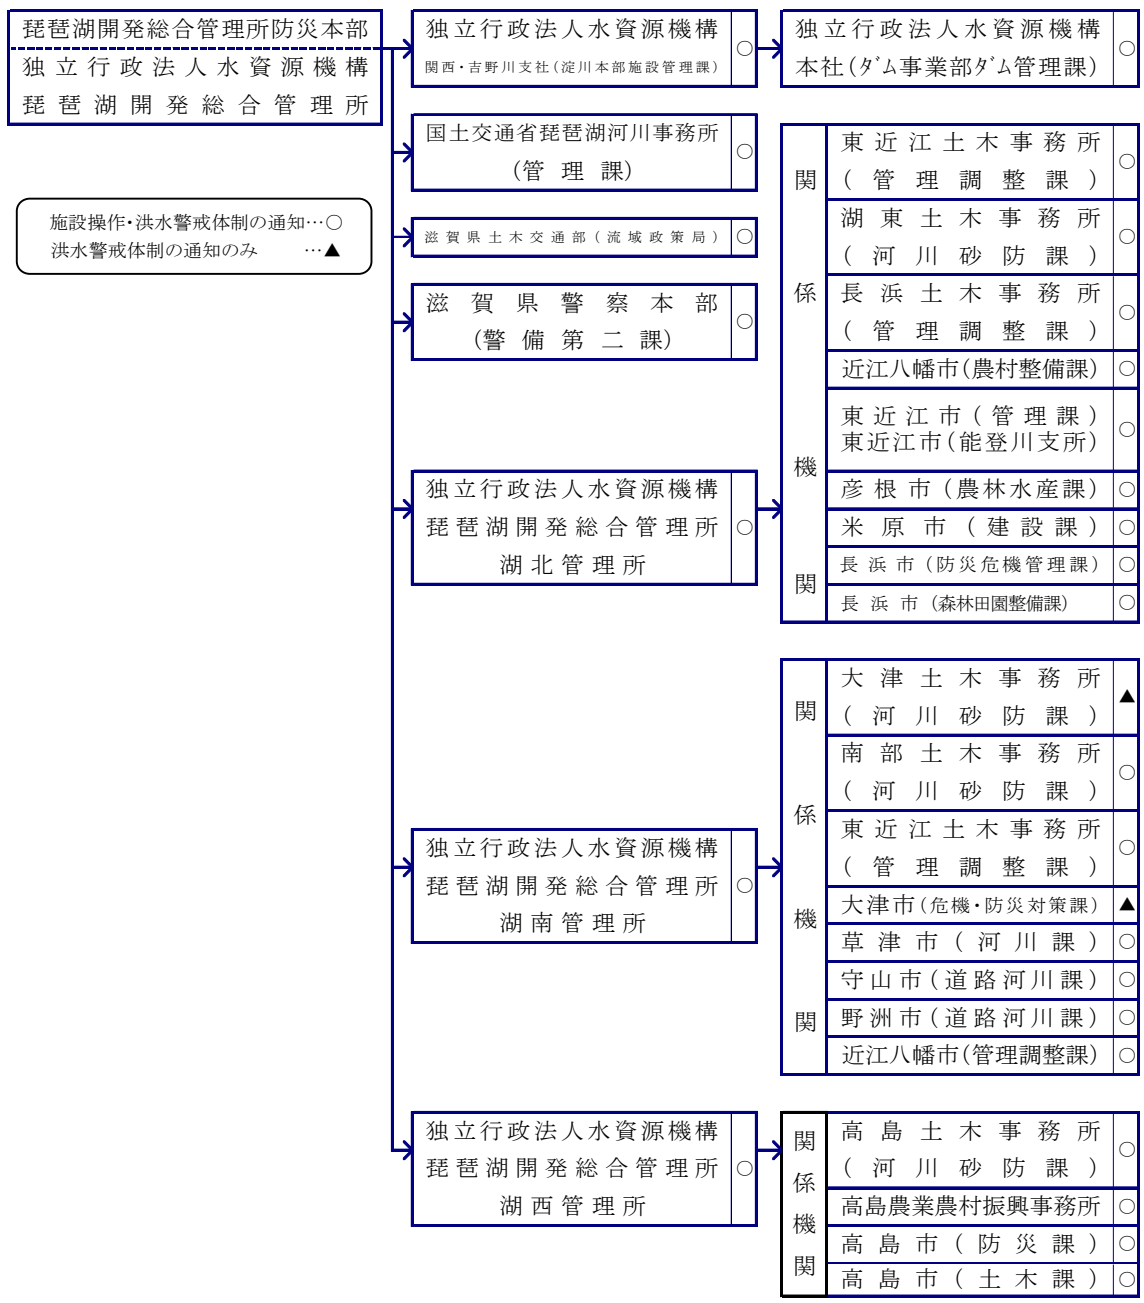 琵琶湖開発総合管理所防災本部
独立行政法人水資源機構
琵琶湖開発総合管理所
施設操作・洪水警戒体制の通知…○
洪水警戒体制の通知のみ …▲
独立行政法人水資源機構
関西・吉野川支社(淀川本部施設管理課)
○
独立行政法人水資源機構
本社(ダム事業部ダム管理課)
○
国土交通省琵琶湖河川事務所
(管理課)
○
滋賀県土木交通部(流域政策局)
○
滋賀県警察本部
(警備第二課)
○
独立行政法人水資源機構
琵琶湖開発総合管理所
湖北管理所
○
関係機関
東近江土木事務所
(管理調整課)
○
湖東土木事務所
(河川砂防課)
○
長浜土木事務所
(管理調整課)
○
近江八幡市(農村整備課)
○
東近江市(管理課)
東近江市(能登川支所)
○
彦根市(農林水産課)
○
米原市(建設課)
○
長浜市(防災危機管理課)
○
長浜市(森林田園整備課)
○
独立行政法人水資源機構
琵琶湖開発総合管理所
湖南管理所
○
関係機関
大津土木事務所
(河川砂防課)
▲
南部土木事務所
(河川砂防課)
○
東近江土木事務所
(管理調整課)
○
大津市(危機・防災対策課)
▲
草津市(河川課)
○
守山市(道路河川課)
○
野洲市(道路河川課)
○
近江八幡市(管理調整課)
○
独立行政法人水資源機構
琵琶湖開発総合管理所
湖西管理所
○
関係機関
高島土木事務所
(河川砂防課)
○
高島農業農村振興事務所
○
高島市(防災課)
○
高島市(土木課)
○